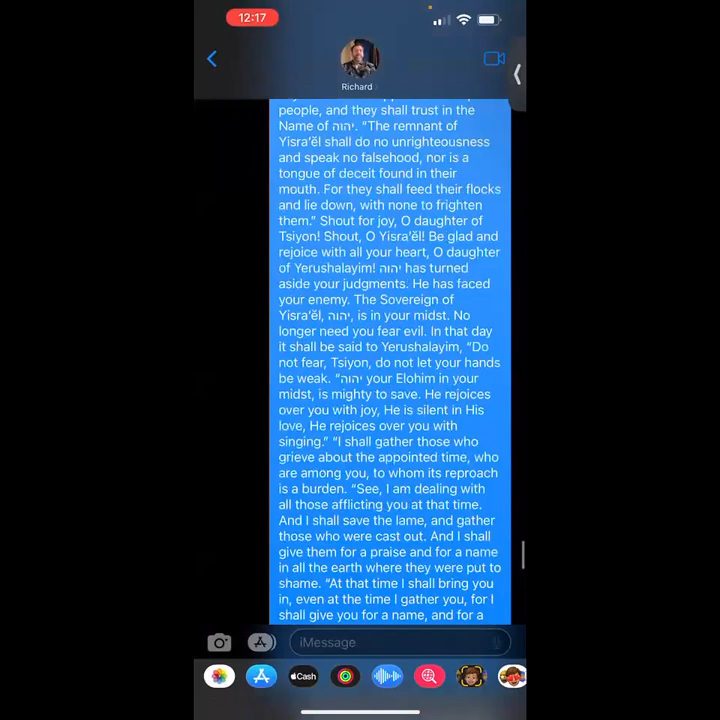 12:17
Richard
people, and they shall trust in the
Name of יהוה. “The remnant of
Yisra’ĕl shall do no unrighteousness
and speak no falsehood, nor is a
tongue of deceit found in their
mouth. For they shall feed their flocks
and lie down, with none to frighten
them.” Shout for joy, O daughter of
Tsiyon! Shout, O Yisra’ĕl! Be glad and
rejoice with all your heart, O daughter
of Yerushalayim! יהוה has turned
aside your judgments. He has faced
your enemy. The Sovereign of
Yisra’ĕl, יהוה, is in your midst. No
longer need you fear evil. In that day
it shall be said to Yerushalayim, “Do
not fear, Tsiyon, do not let your hands
be weak. “יהוה your Elohim in your
midst, is mighty to save. He rejoices
over you with joy, He is silent in His
love, He rejoices over you with
singing.” “I shall gather those who
grieve about the appointed time, who
are among you, to whom its reproach
is a burden. “See, I am dealing with
all those afflicting you at that time.
And I shall save the lame, and gather
those who were cast out. And I shall
give them for a praise and for a name
in all the earth where they were put to
shame. “At that time I shall bring you
in, even at the time I gather you, for I
shall give you for a name, and for a
iMessage
Cash